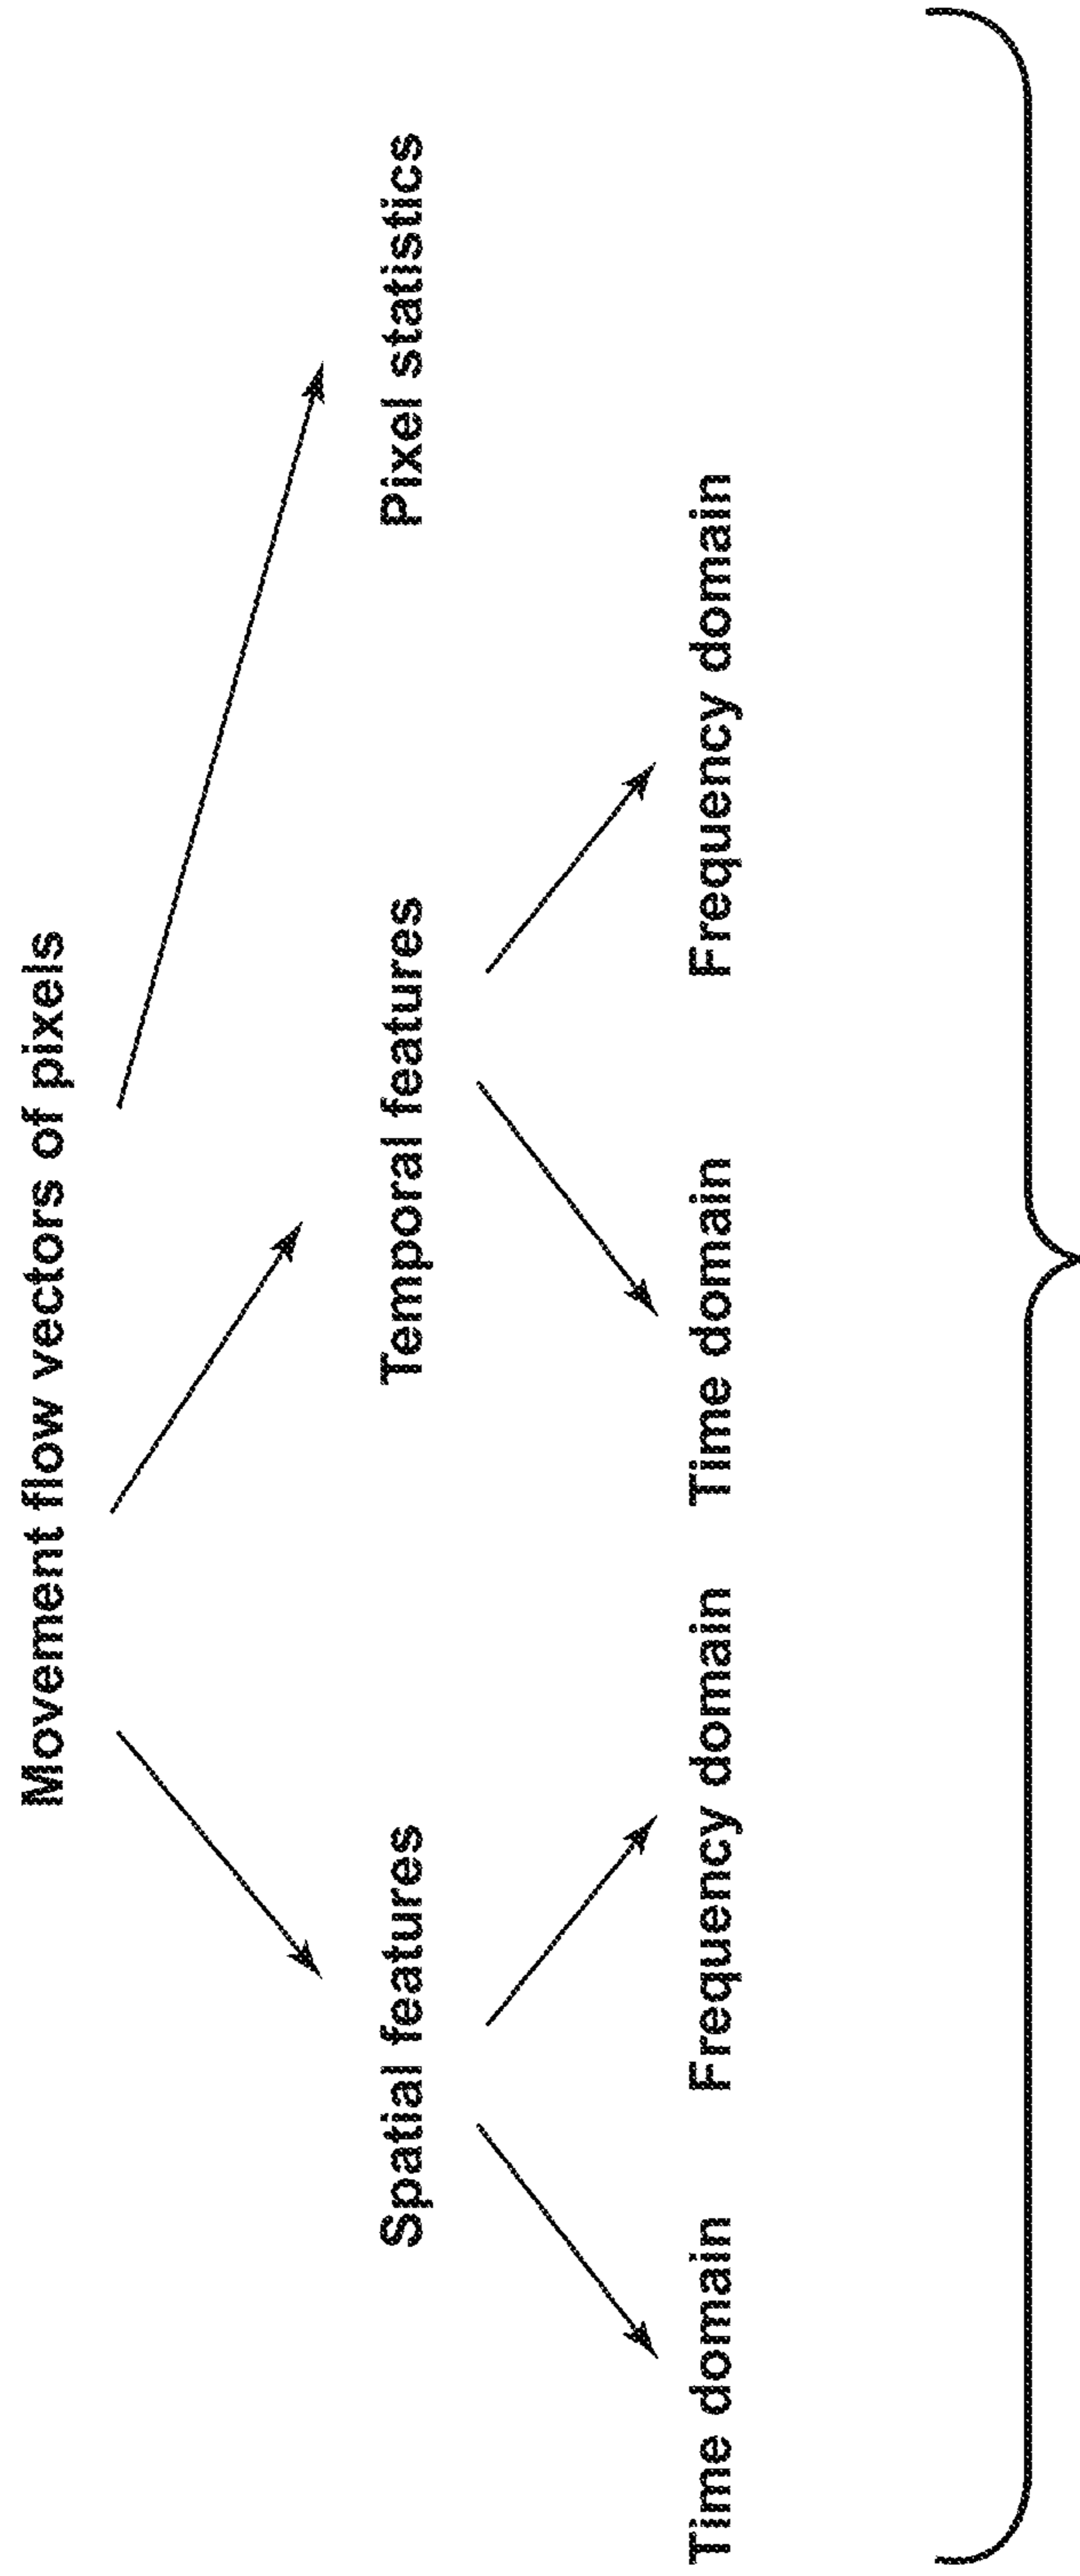 Movement flow vectors of pixels
Spatial features
Temporal features
Pixel statistics
Time domain
Frequency domain
Time domain
Frequency domain